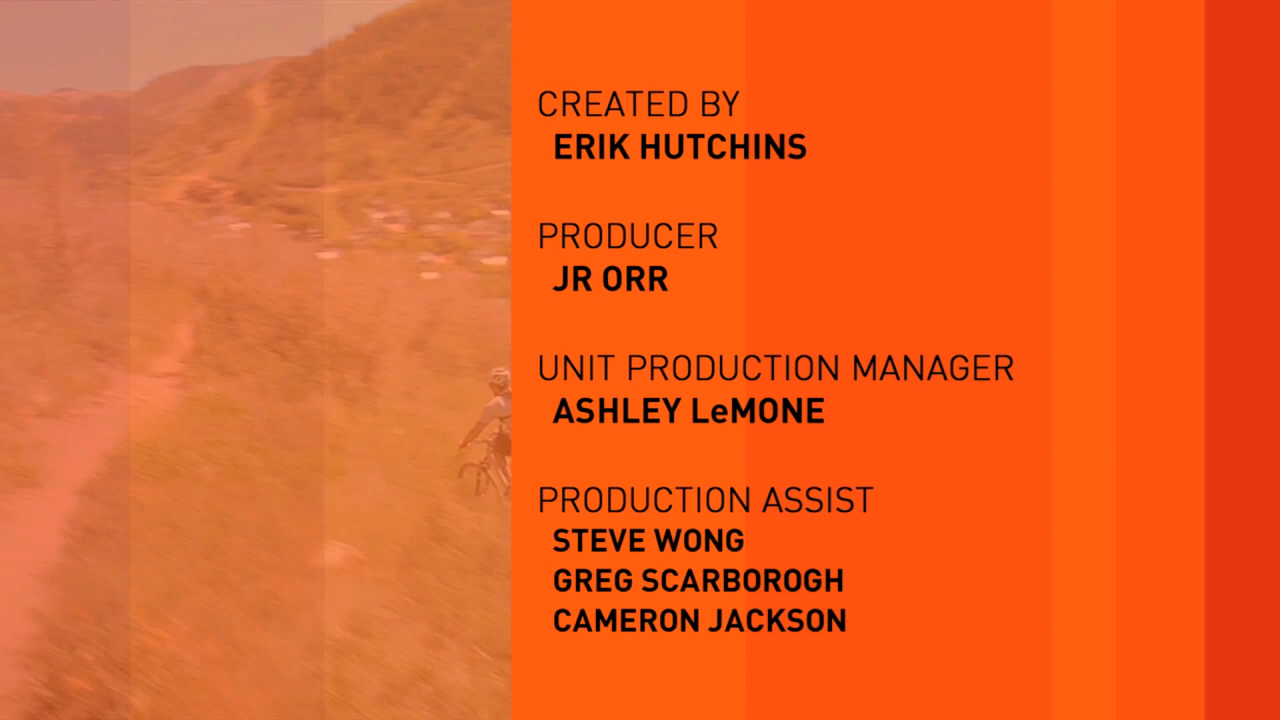 CREATED BY
ERIK HUTCHINS
PRODUCER
JR ORR
UNIT PRODUCTION MANAGER
ASHLEY LeMONE
PRODUCTION ASSIST
STEVE WONG
GREG SCARBOROGH
CAMERON JACKSON